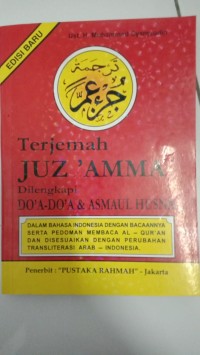 EDISI BARU
ترجمة
جزء عم
Terjemah
JUZ 'AMMA
Dilengkapi
DO'A-DO'A & ASMAUL HUSNA
DALAM BAHASA INDONESIA DENGAN BACAANNYA
SERTA PEDOMAN MEMBACA AL – QUR'AN
DAN DISESUAIKAN DENGAN PERUBAHAN
TRANSLITERASI ARAB – INDONESIA.
Penerbit : "PUSTAKA RAHMAH" - Jakarta